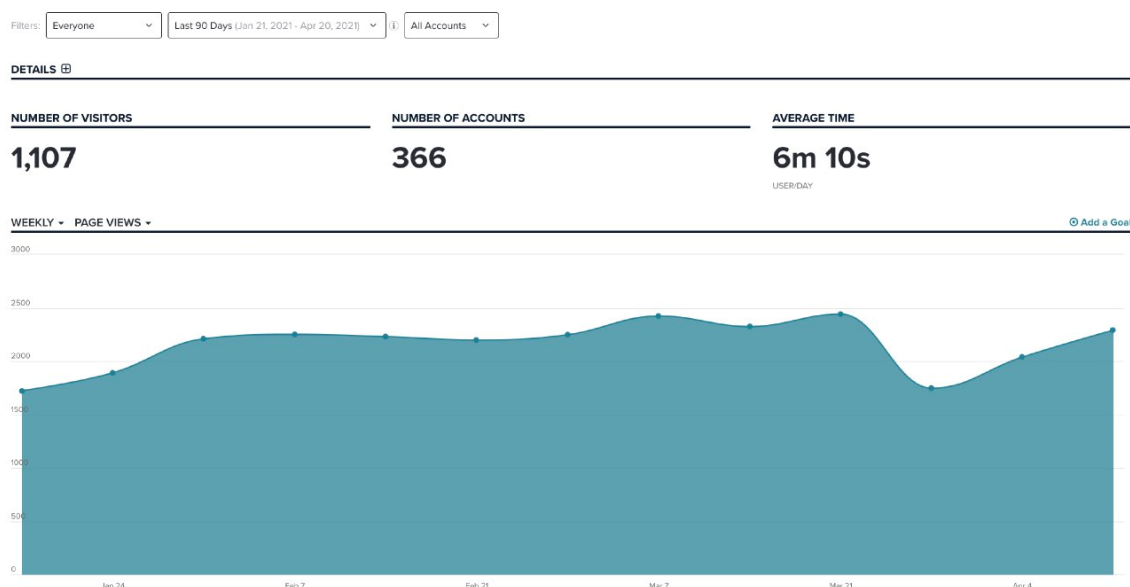 Filters: Everyone Last 90 Days (Jan 21, 2021 - Apr 20, 2021) All Accounts
DETAILS
NUMBER OF VISITORS NUMBER OF ACCOUNTS AVERAGE TIME
1,107 366 6m 10s
USER/DAY
WEEKLY PAGE VIEWS Add a Goal
3000
2500
2000
1500
1000
500
0
Jan 24 Feb 7 Feb 21 Mar 7 Mar 21 Apr 4